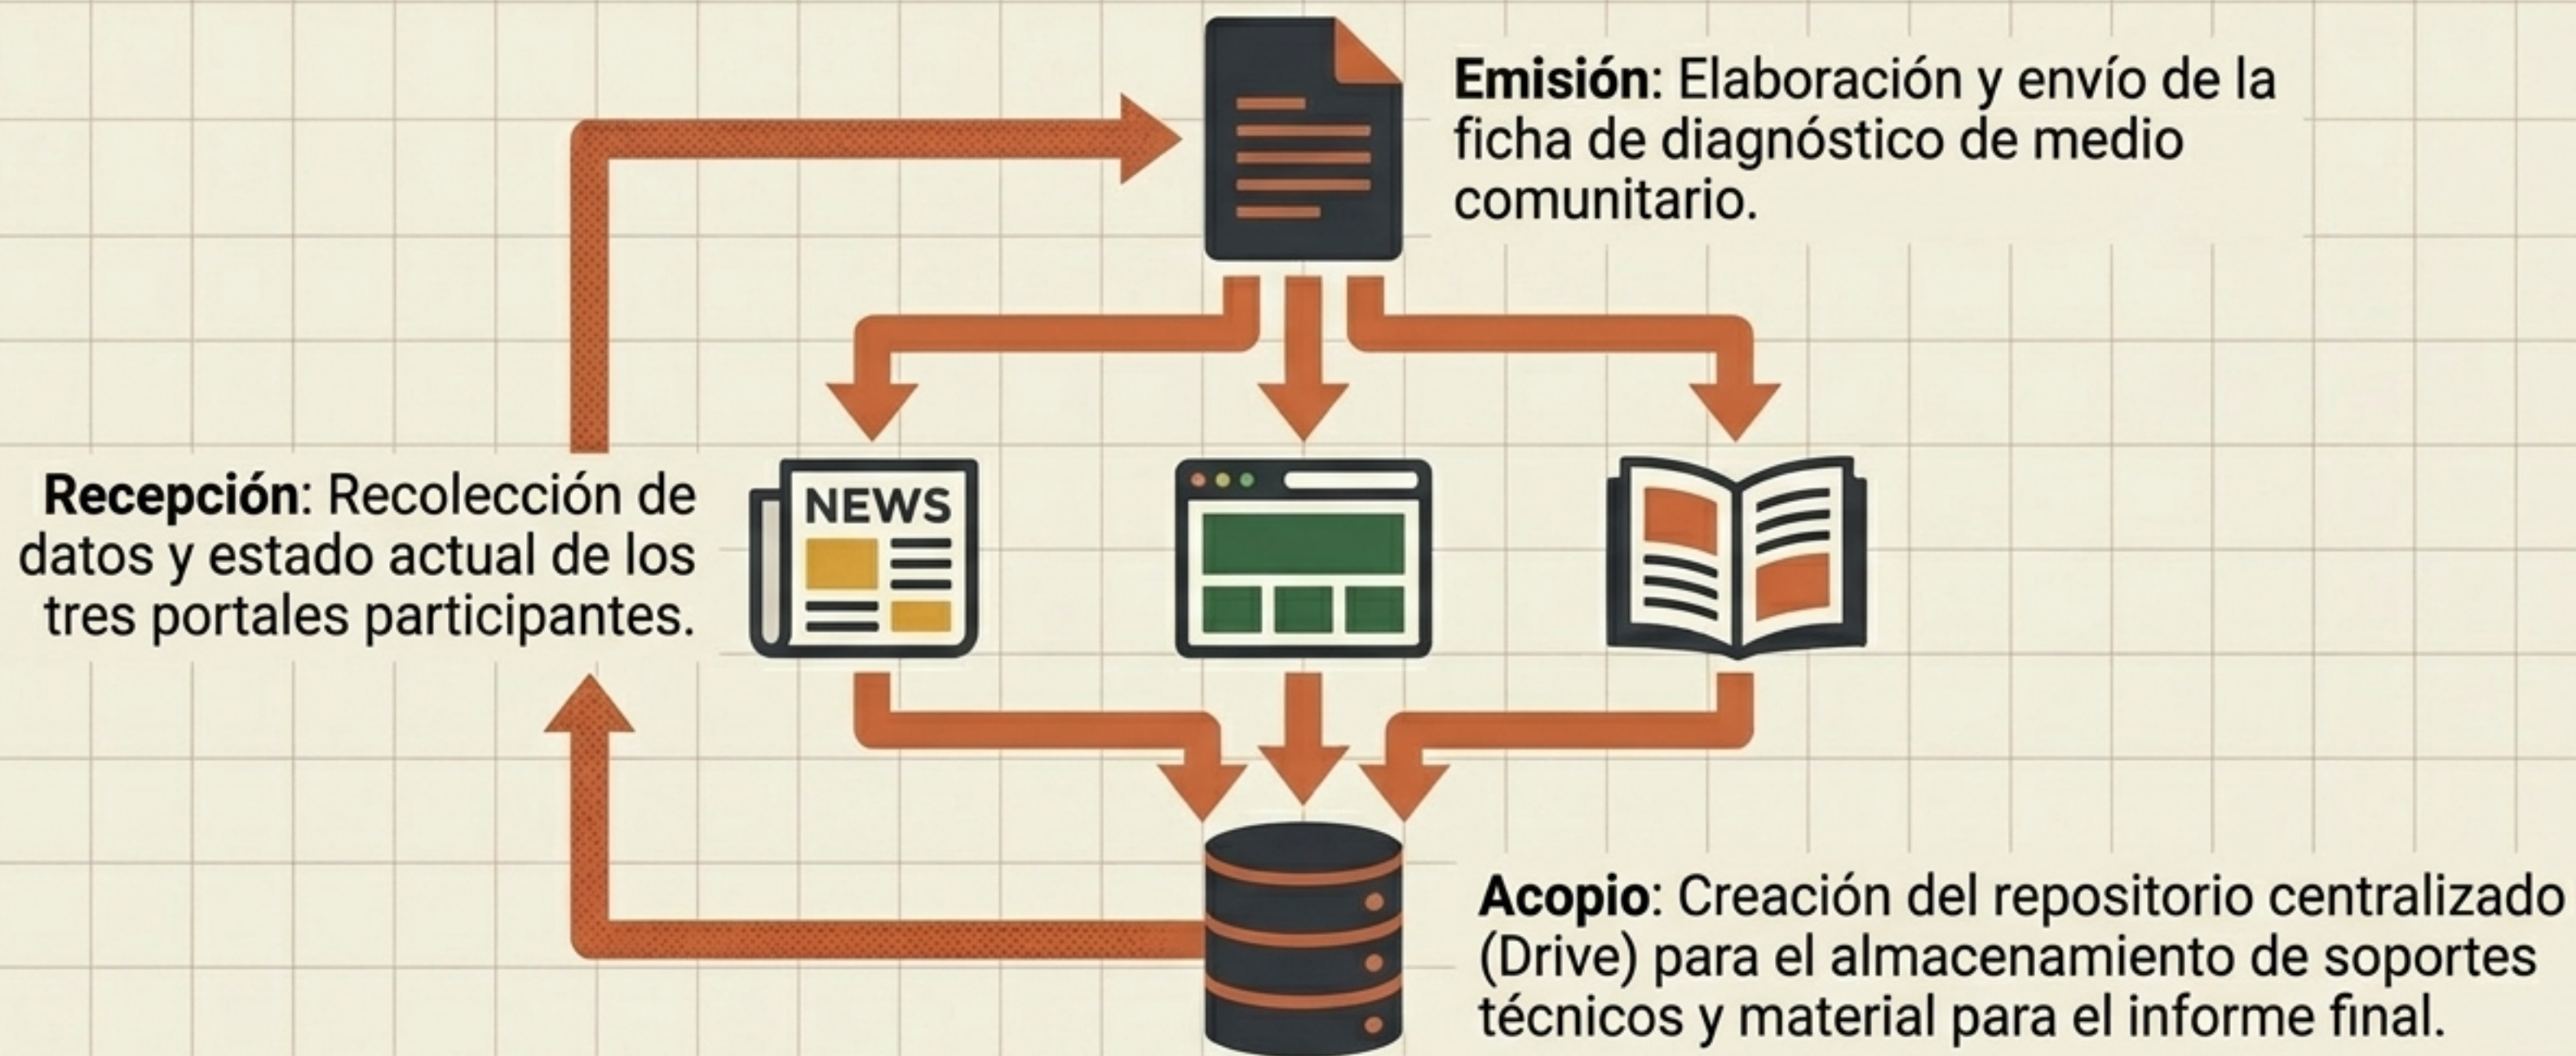 Emisión: Elaboración y envío de la
ficha de diagnóstico de medio
comunitario.
Recepción: Recolección de
datos y estado actual de los
tres portales participantes.
NEWS
Acopio: Creación del repositorio centralizado
(Drive) para el almacenamiento de soportes
técnicos y material para el informe final.